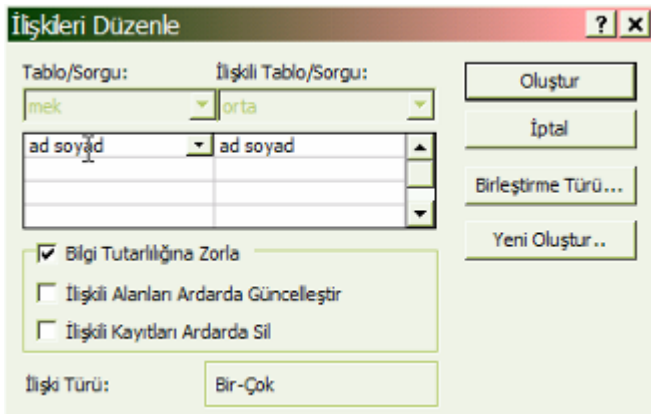 İlişkileri Düzenle
Tablo/Sorgu: İlişkili Tablo/Sorgu:
mek orta
ad soyad ad soyad
Bilgi Tutarlılığına Zorla
İlişkili Alanları Ardarda Güncelleştir
İlişkili Kayıtları Ardarda Sil
İlişki Türü: Bir-Çok
Oluştur
İptal
Birleştirme Türü...
Yeni Oluştur..